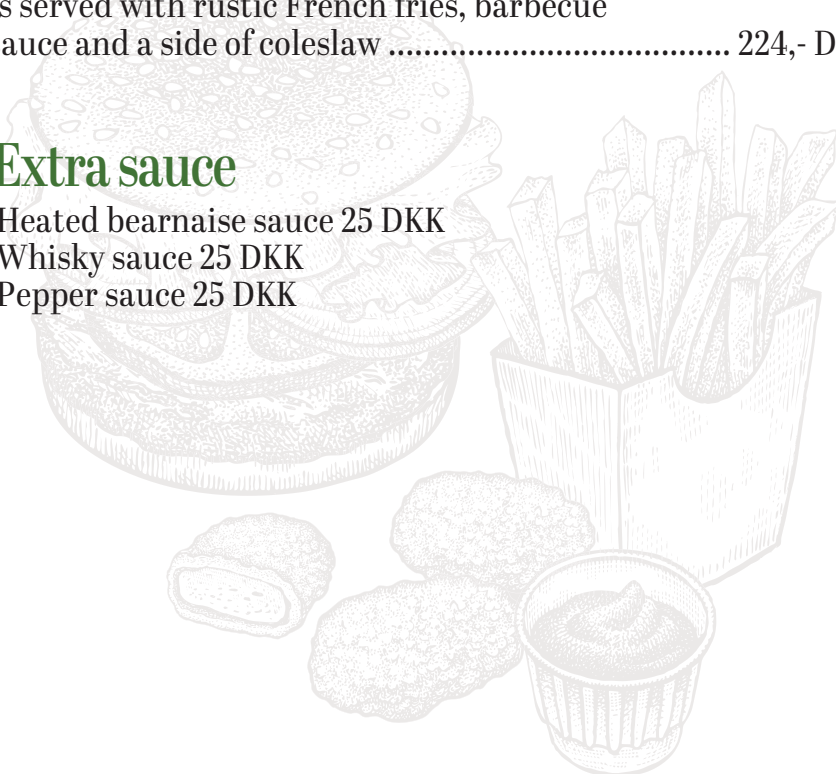 s served with rustic French fries, barbecue
auce and a side of coleslaw .................................... 224,- D
Extra sauce
Heated bearnaise sauce 25 DKK
Whisky sauce 25 DKK
Pepper sauce 25 DKK